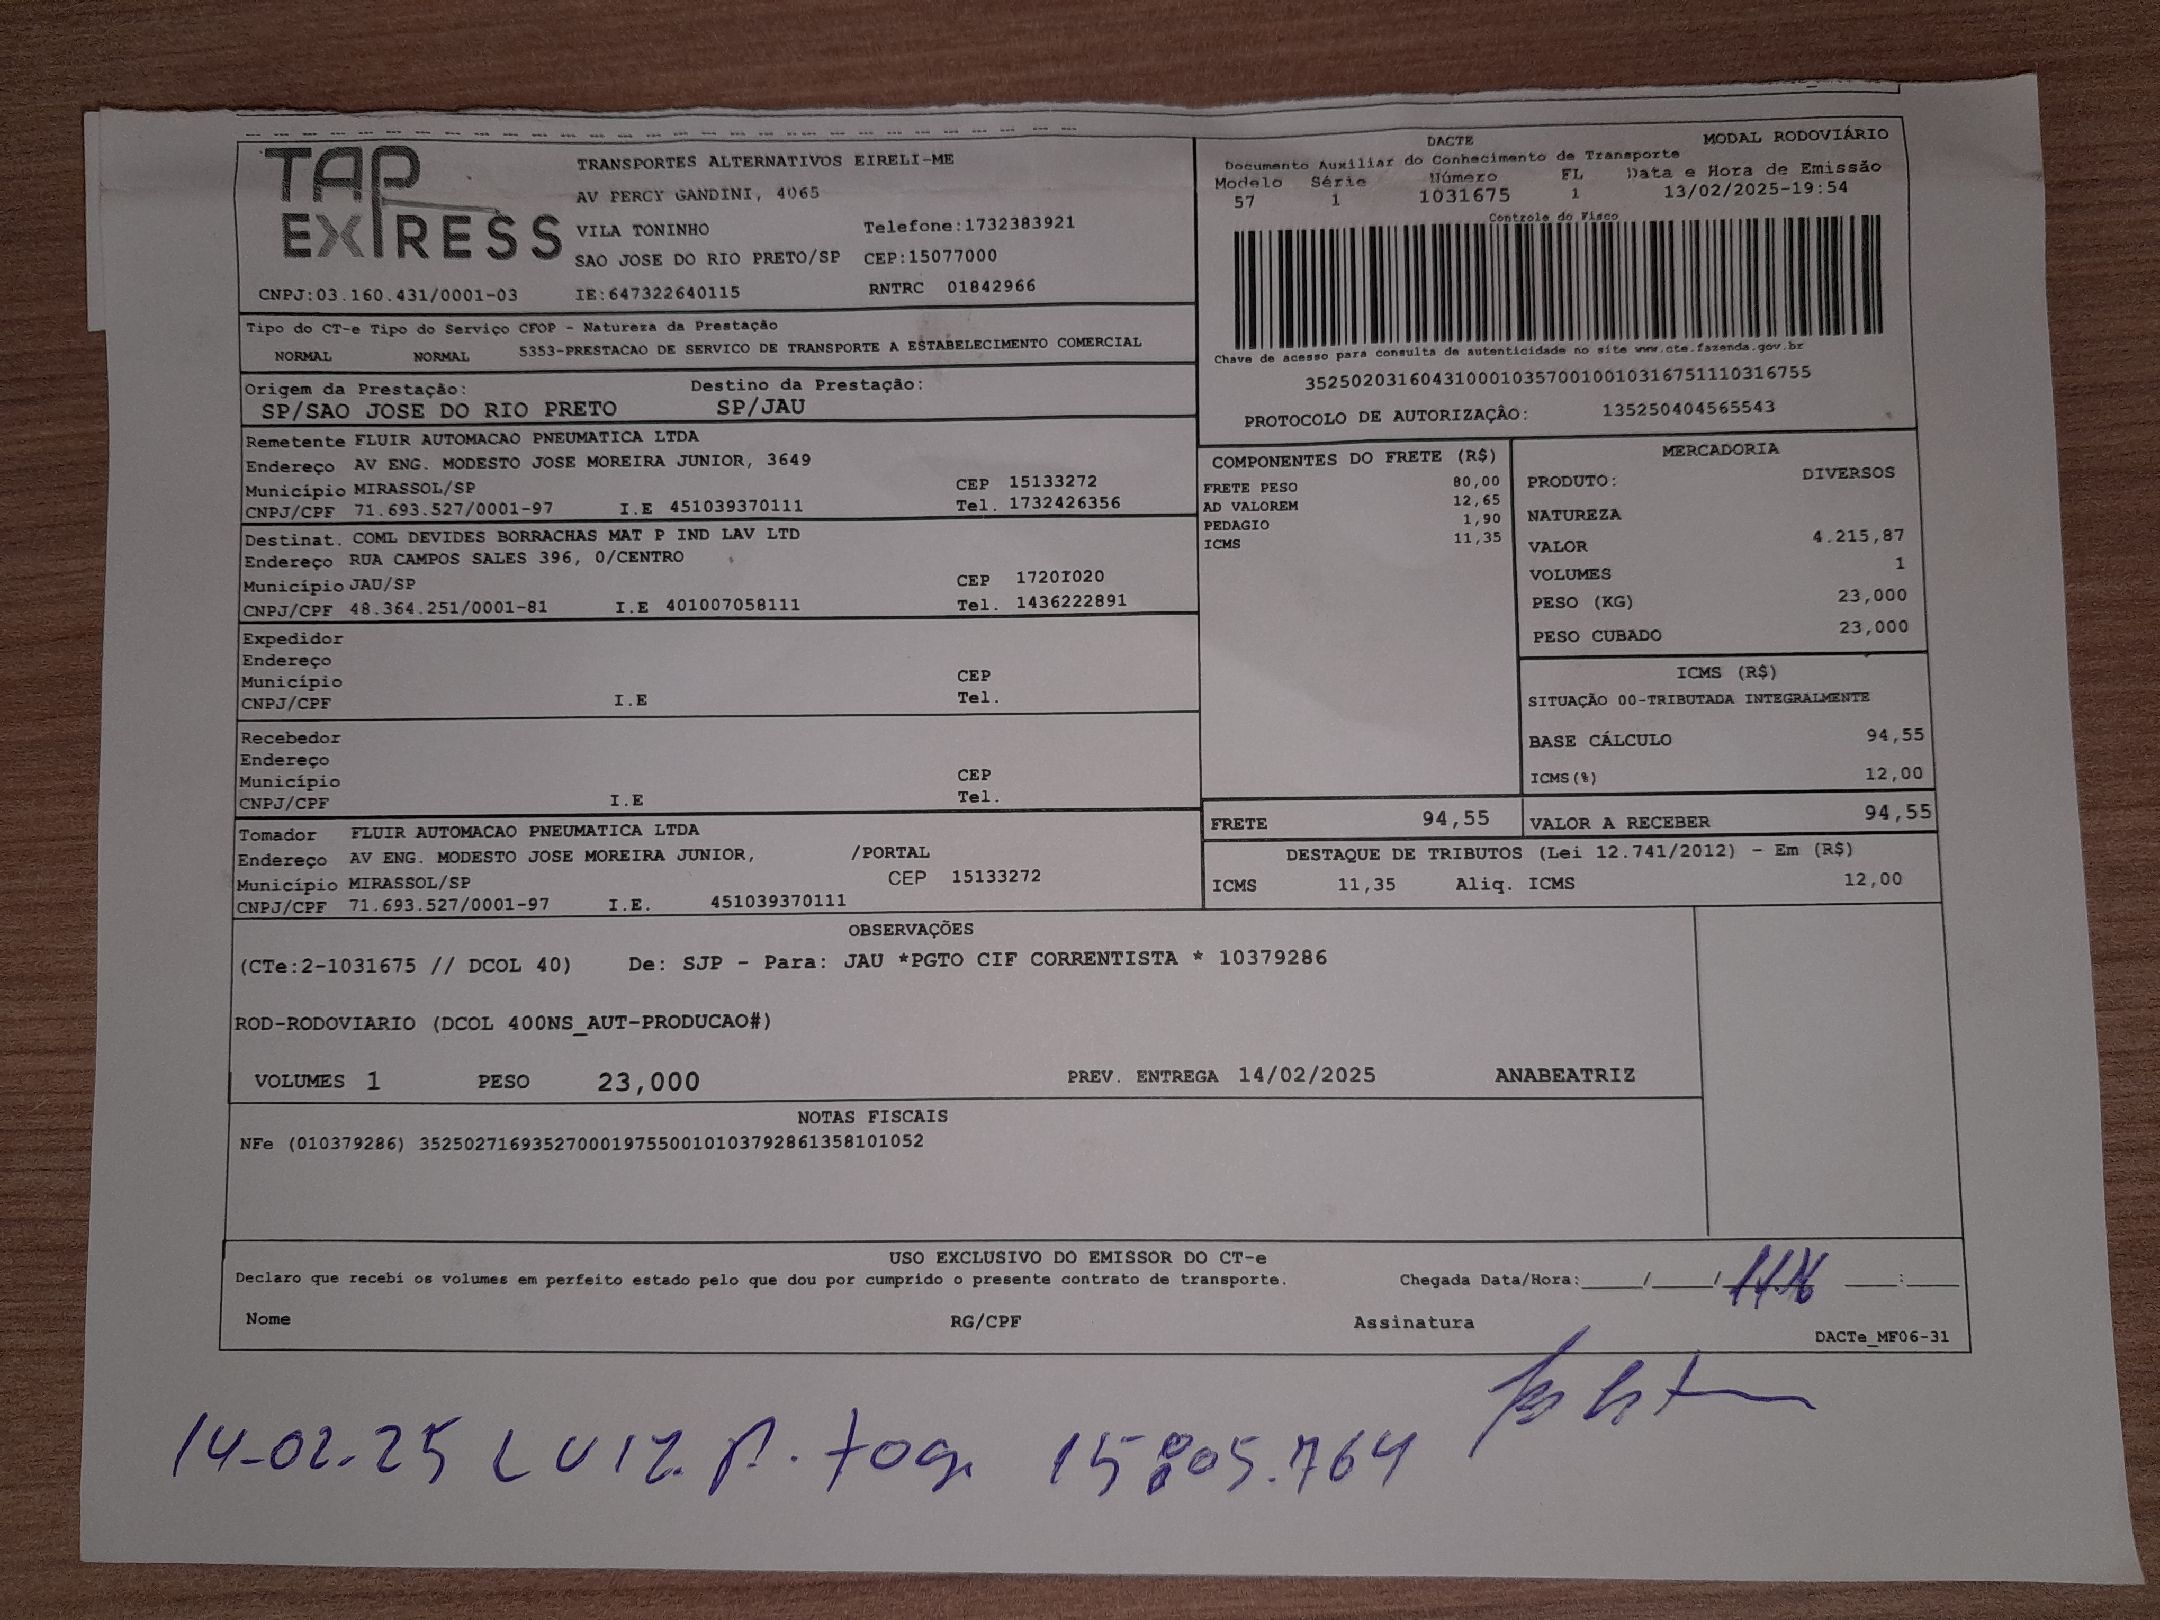 TAP EXPRESS
TRANSPORTES ALTERNATIVOS EIRELI-ME
AV PERCY GANDINI, 4065
VILA TONINHO Telefone:1732383921
SAO JOSE DO RIO PRETO/SP CEP:15077000
CNPJ:03.160.431/0001-03 IE:647322640115 RNTRC 01842966
DACTE MODAL RODOVIÁRIO
Documento Auxiliar do Conhecimento de Transporte
Modelo Série Número FL Data e Hora de Emissão
57 1 1031675 1 13/02/2025-19:54
Controle do Fisco
Chave de acesso para consulta de autenticidade no site www.cte.fazenda.gov.br
35250203160431000103570010010316751110316755
PROTOCOLO DE AUTORIZAÇÃO: 135250404565543
Tipo do CT-e Tipo do Serviço CFOP - Natureza da Prestação
NORMAL NORMAL 5353-PRESTACAO DE SERVICO DE TRANSPORTE A ESTABELECIMENTO COMERCIAL
Origem da Prestação: Destino da Prestação:
SP/SAO JOSE DO RIO PRETO SP/JAU
Remetente FLUIR AUTOMACAO PNEUMATICA LTDA
Endereço AV ENG. MODESTO JOSE MOREIRA JUNIOR, 3649
Município MIRASSOL/SP CEP 15133272
CNPJ/CPF 71.693.527/0001-97 I.E 451039370111 Tel. 1732426356
Destinat. COML DEVIDES BORRACHAS MAT P IND LAV LTD
Endereço RUA CAMPOS SALES 396, 0/CENTRO
Município JAU/SP CEP 17201020
CNPJ/CPF 48.364.251/0001-81 I.E 401007058111 Tel. 1436222891
Expedidor
Endereço
Município CEP
CNPJ/CPF I.E Tel.
Recebedor
Endereço
Município CEP
CNPJ/CPF I.E Tel.
Tomador FLUIR AUTOMACAO PNEUMATICA LTDA
Endereço AV ENG. MODESTO JOSE MOREIRA JUNIOR, /PORTAL
Município MIRASSOL/SP CEP 15133272
CNPJ/CPF 71.693.527/0001-97 I.E. 451039370111
COMPONENTES DO FRETE (R$)
FRETE PESO 80,00
AD VALOREM 12,65
PEDAGIO 1,90
ICMS 11,35
MERCADORIA
PRODUTO: DIVERSOS
NATUREZA
VALOR 4.215,87
VOLUMES 1
PESO (KG) 23,000
PESO CUBADO 23,000
ICMS (R$)
SITUAÇÃO 00-TRIBUTADA INTEGRALMENTE
BASE CÁLCULO 94,55
ICMS(%) 12,00
FRETE 94,55 VALOR A RECEBER 94,55
DESTAQUE DE TRIBUTOS (Lei 12.741/2012) - Em (R$)
ICMS 11,35 Aliq. ICMS 12,00
OBSERVAÇÕES
(CTe:2-1031675 // DCOL 40) De: SJP - Para: JAU *PGTO CIF CORRENTISTA * 10379286
ROD-RODOVIARIO (DCOL 400NS_AUT-PRODUCAO#)
VOLUMES 1 PESO 23,000 PREV. ENTREGA 14/02/2025 ANABEATRIZ
NOTAS FISCAIS
NFe (010379286) 35250271693527000197550010103792861358101052
USO EXCLUSIVO DO EMISSOR DO CT-e
Declaro que recebi os volumes em perfeito estado pelo que dou por cumprido o presente contrato de transporte. Chegada Data/Hora:____/____/____ ____:____
Nome RG/CPF Assinatura
DACTe_MF06-31
14-02-25 LUIZ. P. 15805.764